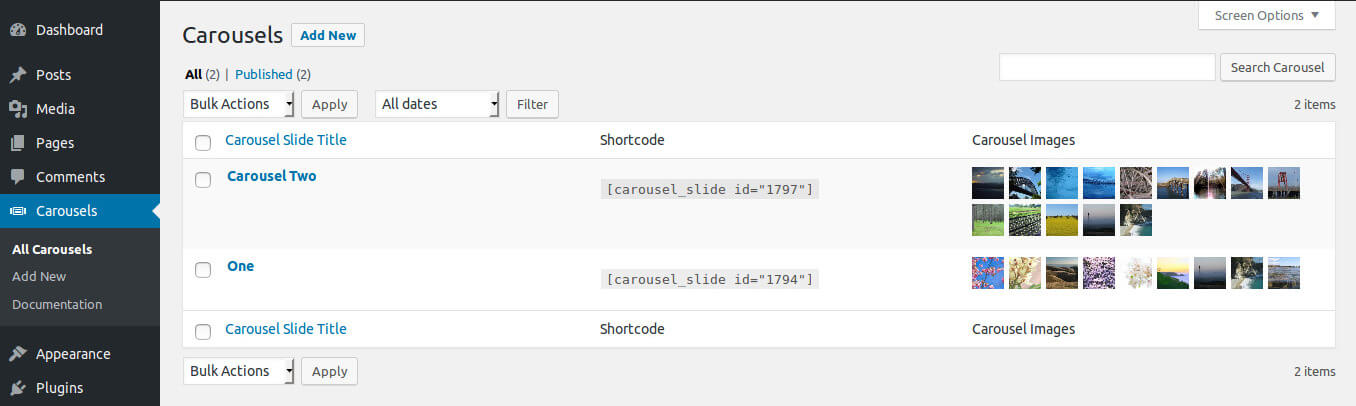 Dashboard
Posts
Media
Pages
Comments
Carousels
All Carousels
Add New
Documentation
Appearance
Plugins
Screen Options
Carousels Add New
All (2) | Published (2)
Search Carousel
Bulk Actions Apply All dates Filter 2 items
Carousel Slide Title Shortcode Carousel Images
Carousel Two [carousel_slide id="1797"]
One [carousel_slide id="1794"]
Carousel Slide Title Shortcode Carousel Images
Bulk Actions Apply 2 items